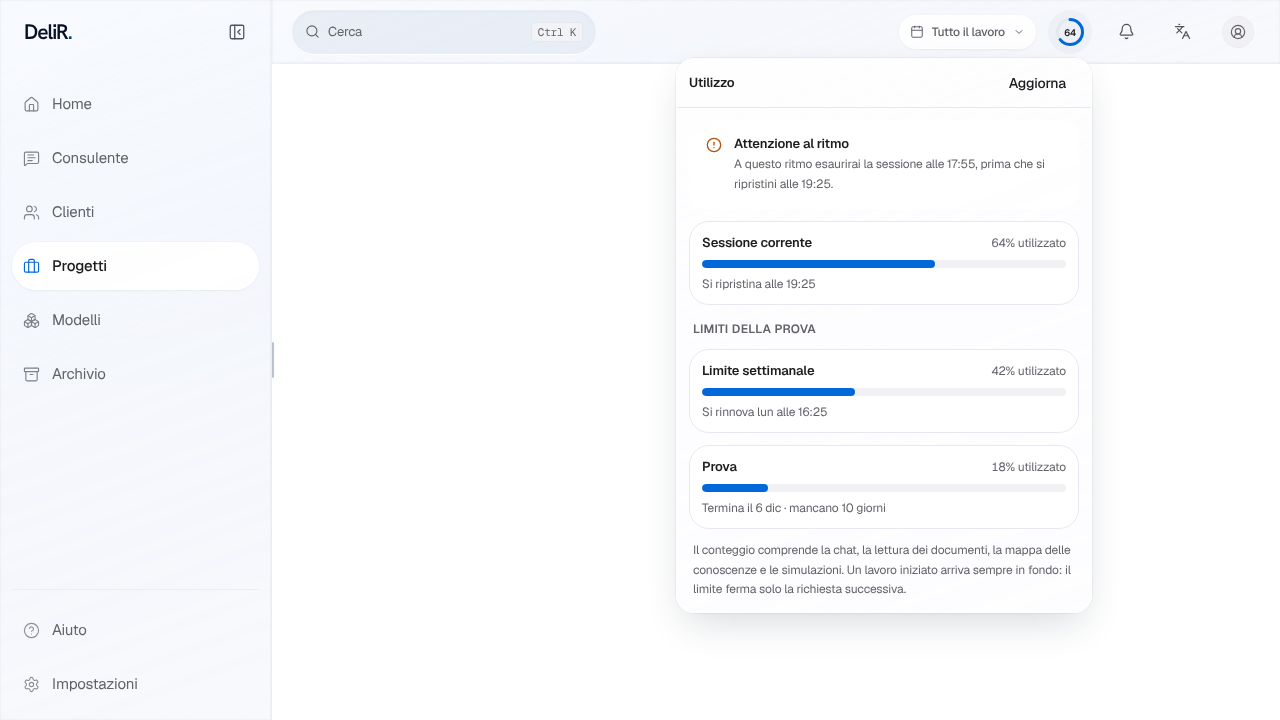 DeliR.
Cerca
Ctrl K
Tutto il lavoro
64
Home
Consulente
Clienti
Progetti
Modelli
Archivio
Aiuto
Impostazioni
Utilizzo
Aggiorna
Attenzione al ritmo
A questo ritmo esaurirai la sessione alle 17:55, prima che si
ripristini alle 19:25.
Sessione corrente
64% utilizzato
Si ripristina alle 19:25
LIMITI DELLA PROVA
Limite settimanale
42% utilizzato
Si rinnova lun alle 16:25
Prova
18% utilizzato
Termina il 6 dic · mancano 10 giorni
Il conteggio comprende la chat, la lettura dei documenti, la mappa delle
conoscenze e le simulazioni. Un lavoro iniziato arriva sempre in fondo: il
limite ferma solo la richiesta successiva.